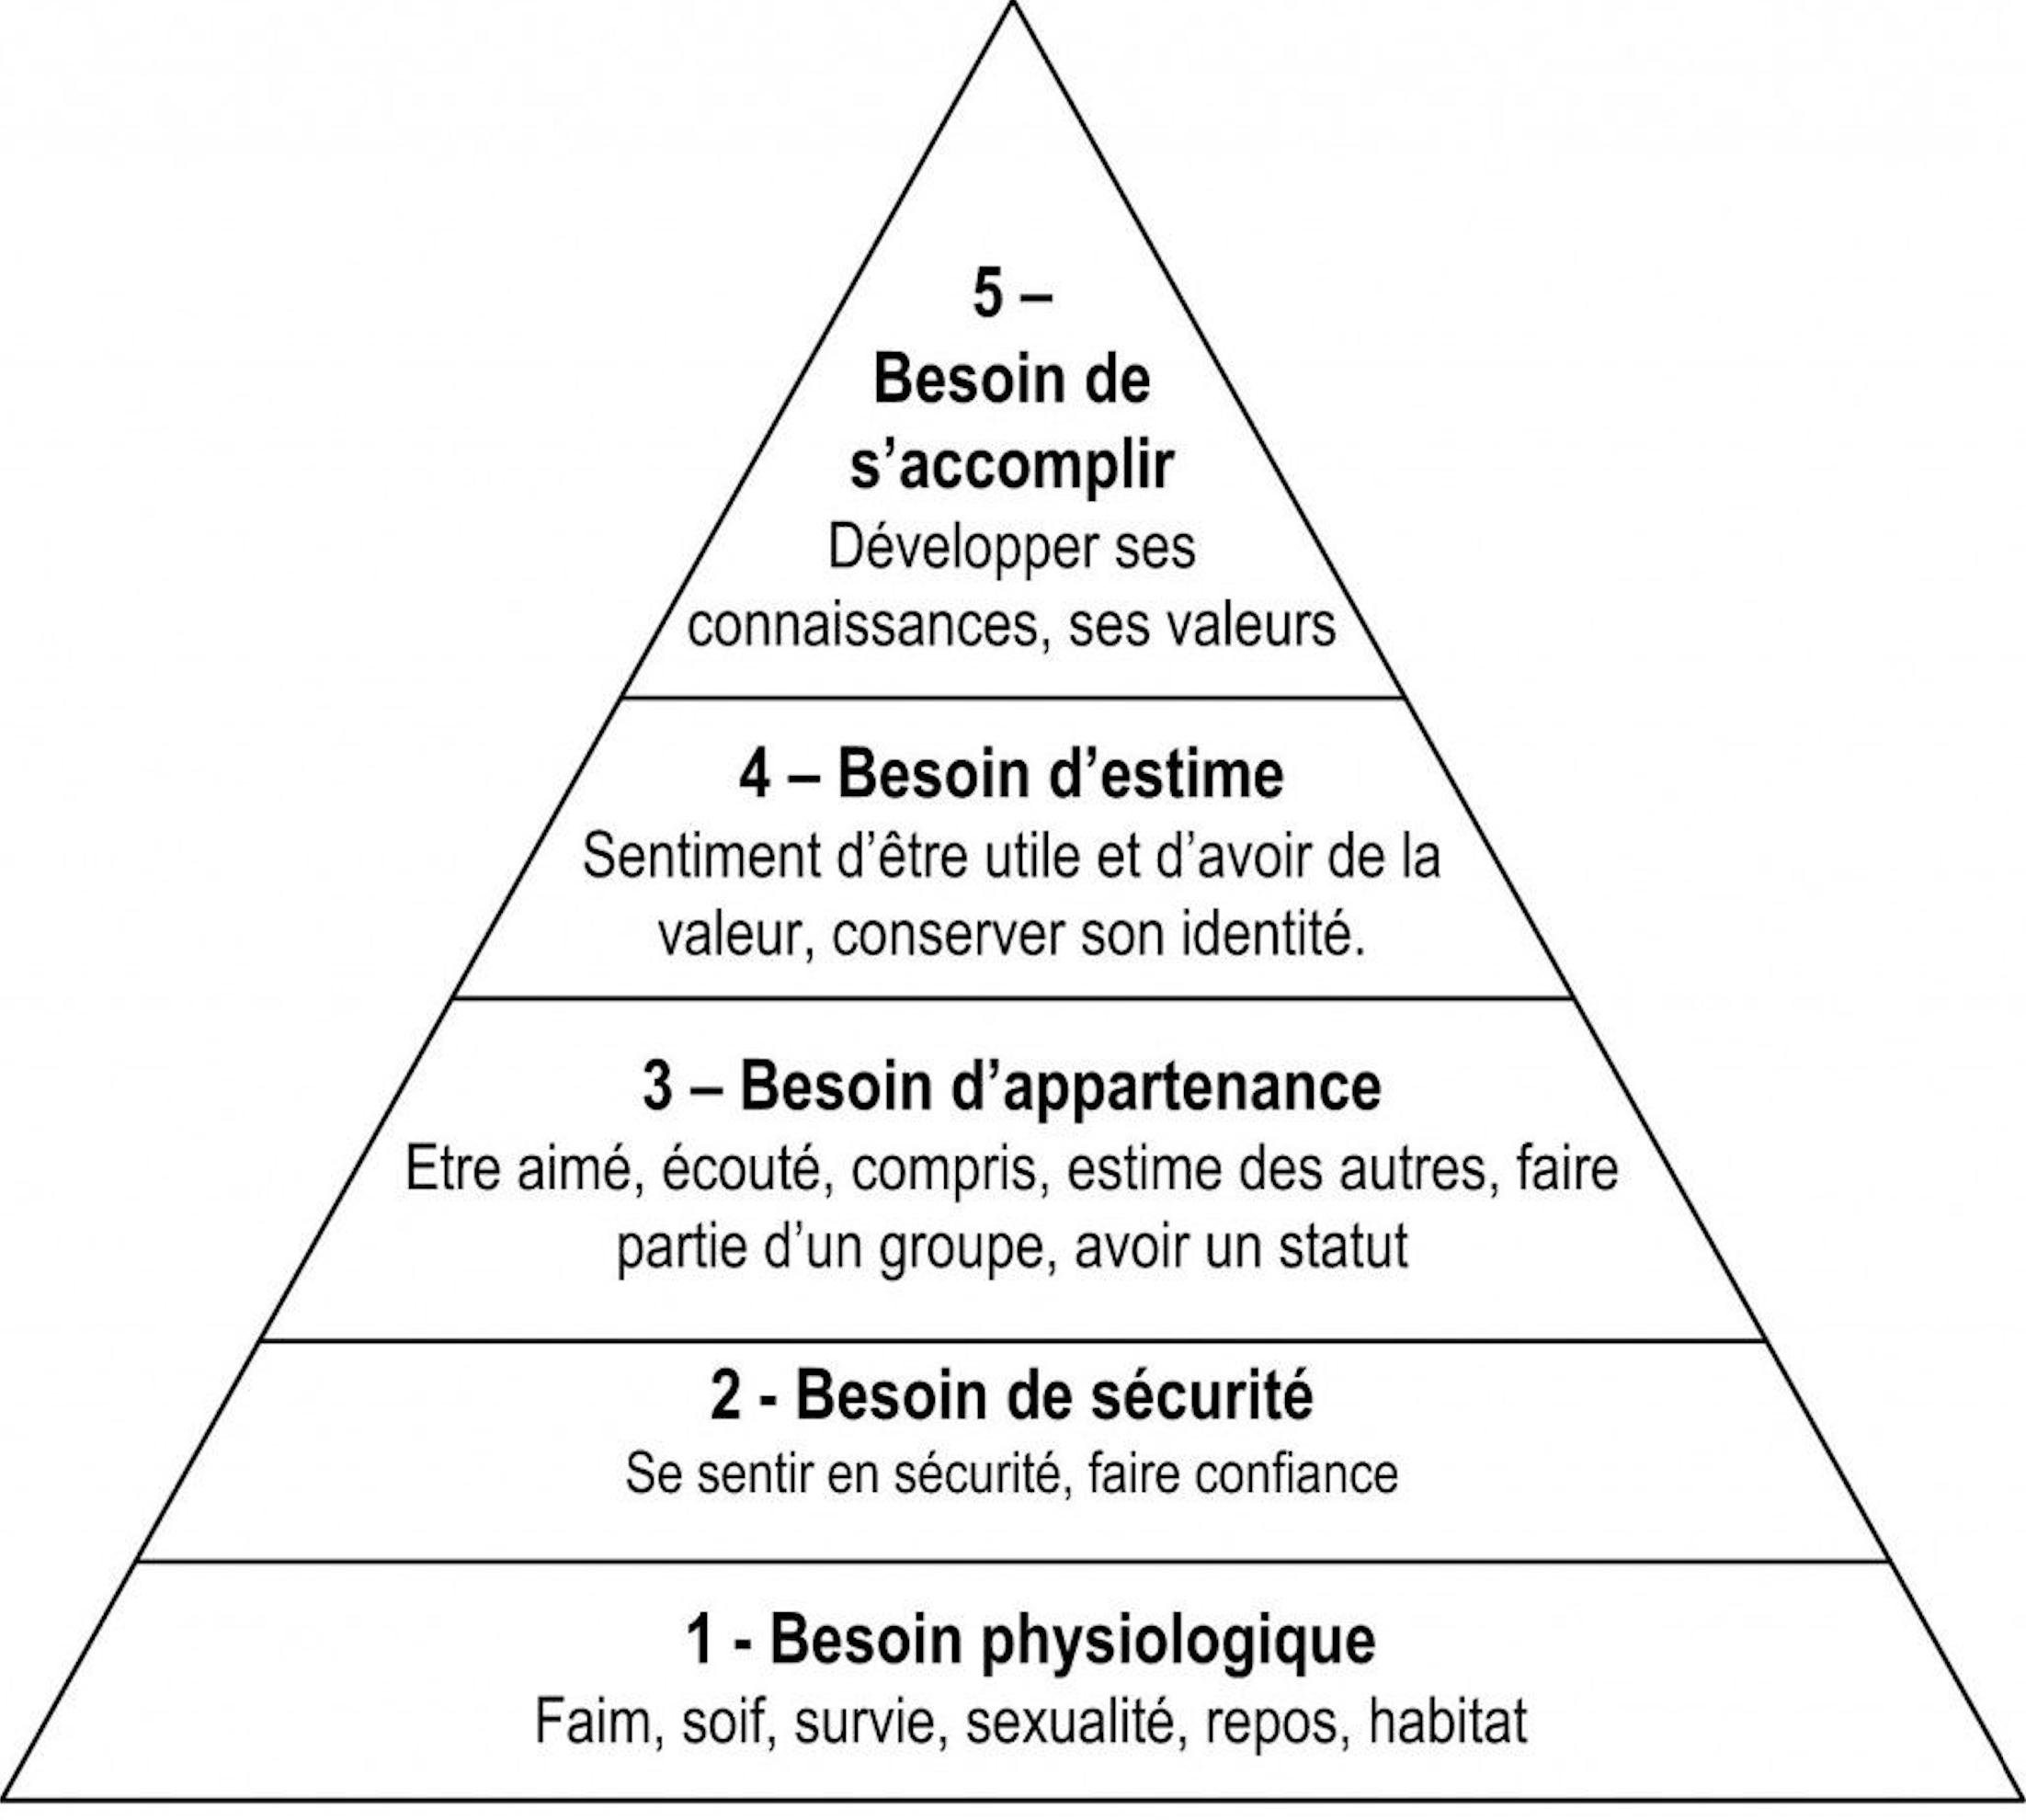 5 –
Besoin de
s’accomplir
Développer ses
connaissances, ses valeurs
4 – Besoin d’estime
Sentiment d’être utile et d’avoir de la
valeur, conserver son identité.
3 – Besoin d’appartenance
Etre aimé, écouté, compris, estime des autres, faire
partie d’un groupe, avoir un statut
2 - Besoin de sécurité
Se sentir en sécurité, faire confiance
1 - Besoin physiologique
Faim, soif, survie, sexualité, repos, habitat